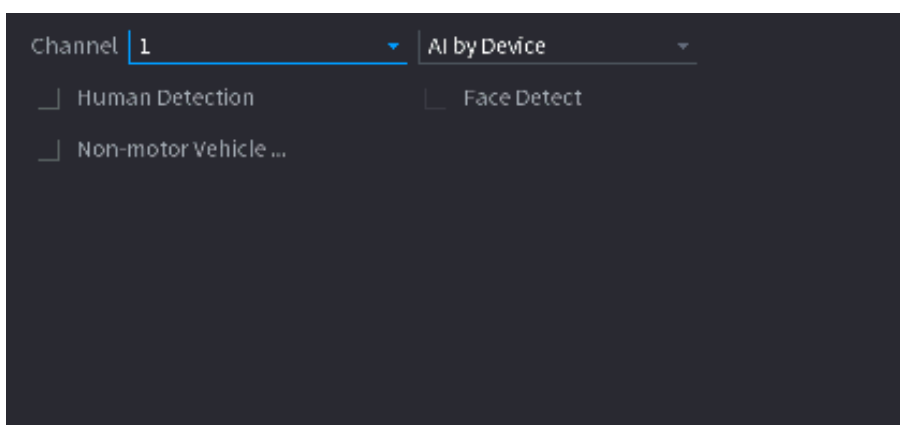 Channel 1 AI by Device
Human Detection Face Detect
Non-motor Vehicle ...